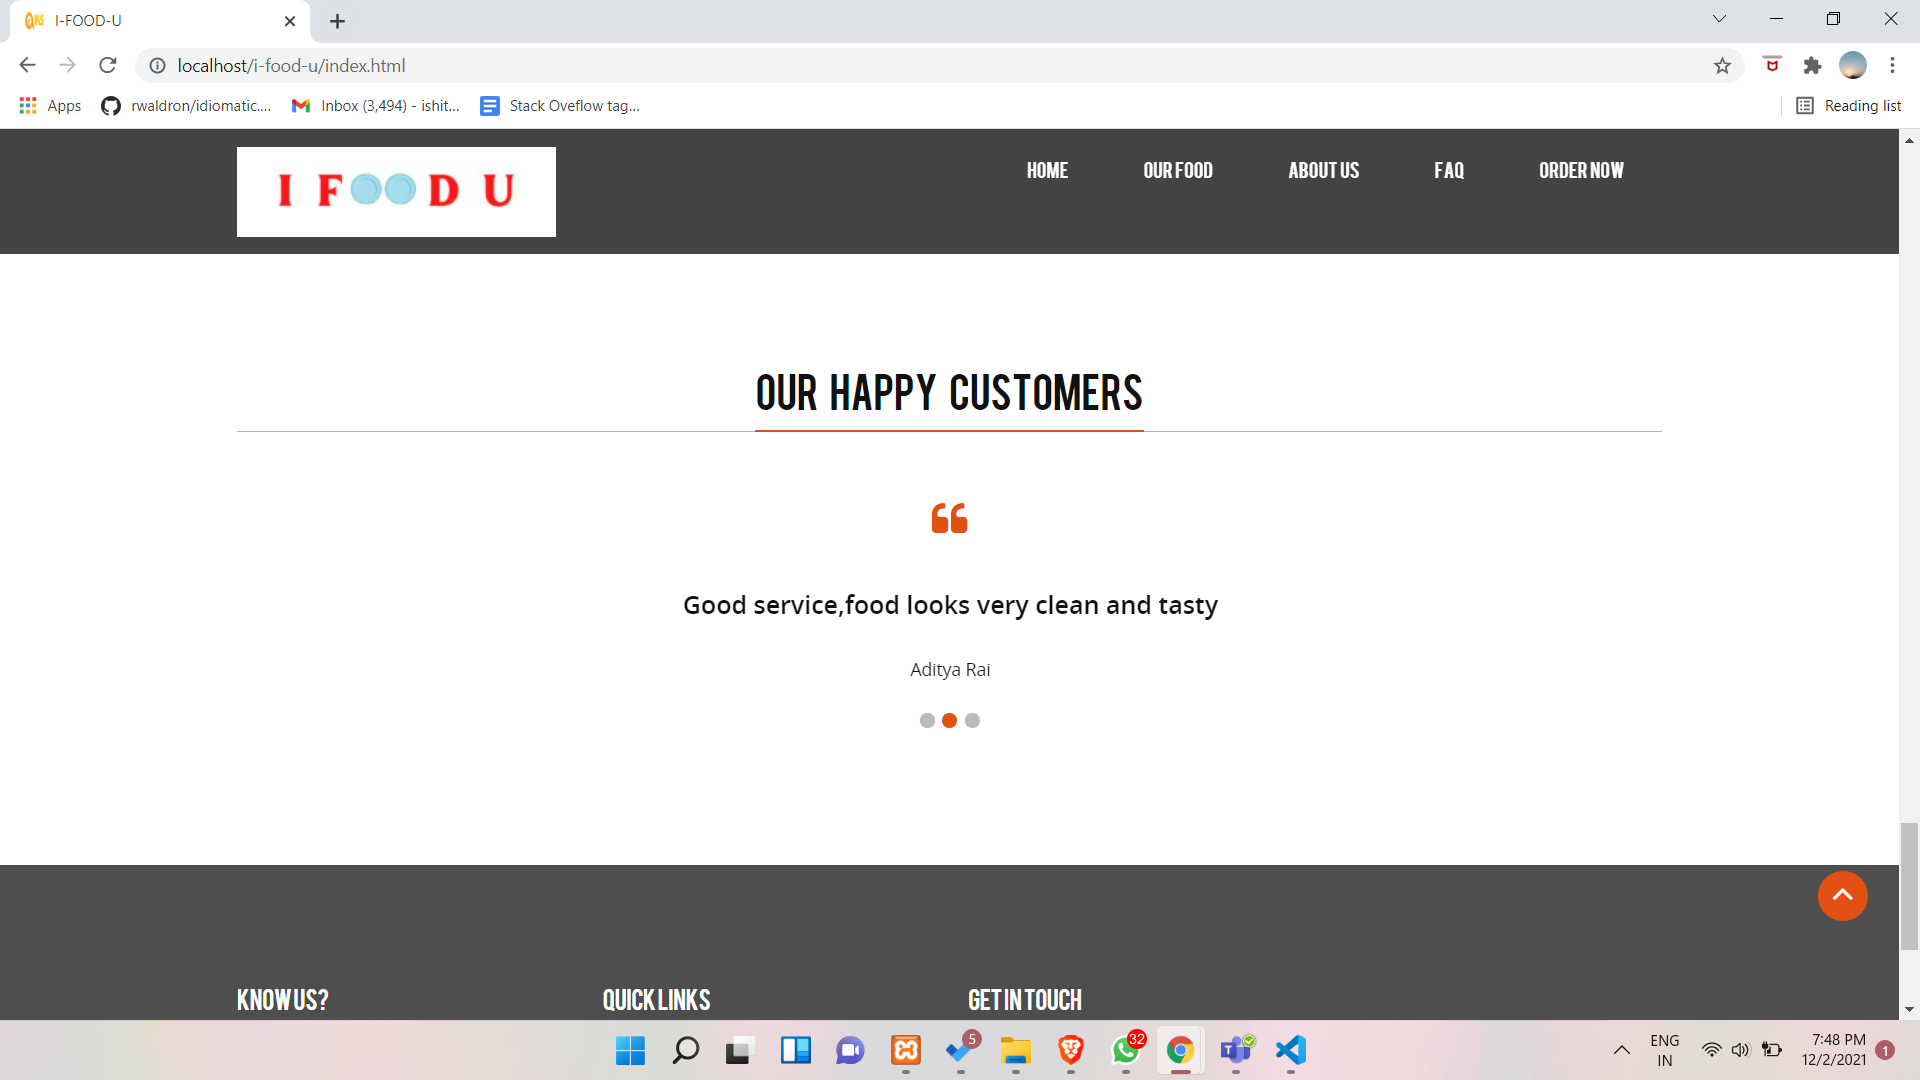 I-FOOD-U
localhost/i-food-u/index.html
Apps
rwaldron/idiomatic....
Inbox (3,494) - ishit...
Stack Oveflow tag...
Reading list
I F D U
HOME
OUR FOOD
ABOUT US
FAQ
ORDER NOW
OUR HAPPY CUSTOMERS
Good service,food looks very clean and tasty
Aditya Rai
KNOW US?
QUICK LINKS
GET IN TOUCH
5
32
T
ENG
IN
7:48 PM
12/2/2021
1